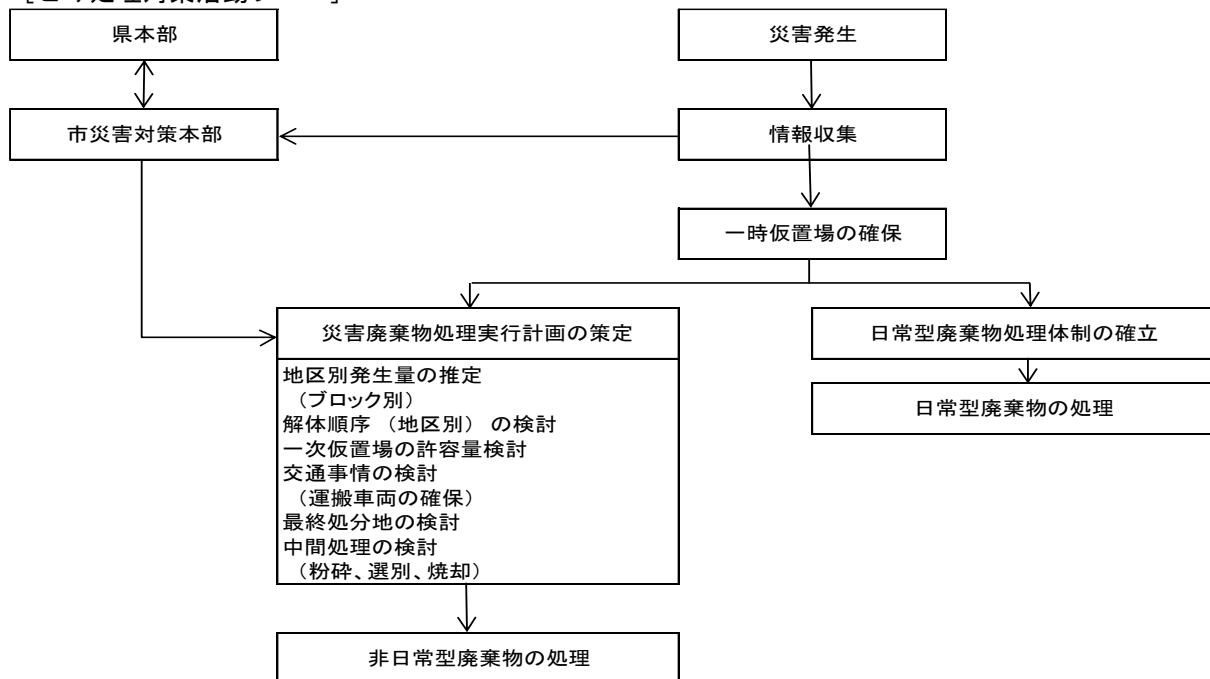 県本部
災害発生
市災害対策本部
情報収集
一時仮置場の確保
災害廃棄物処理実行計画の策定
日常型廃棄物処理体制の確立
地区別発生量の推定
（ブロック別）
解体順序（地区別）の検討
一次仮置場の許容量検討
交通事情の検討
（運搬車両の確保）
最終処分地の検討
中間処理の検討
（粉砕、選別、焼却）
日常型廃棄物の処理
非日常型廃棄物の処理